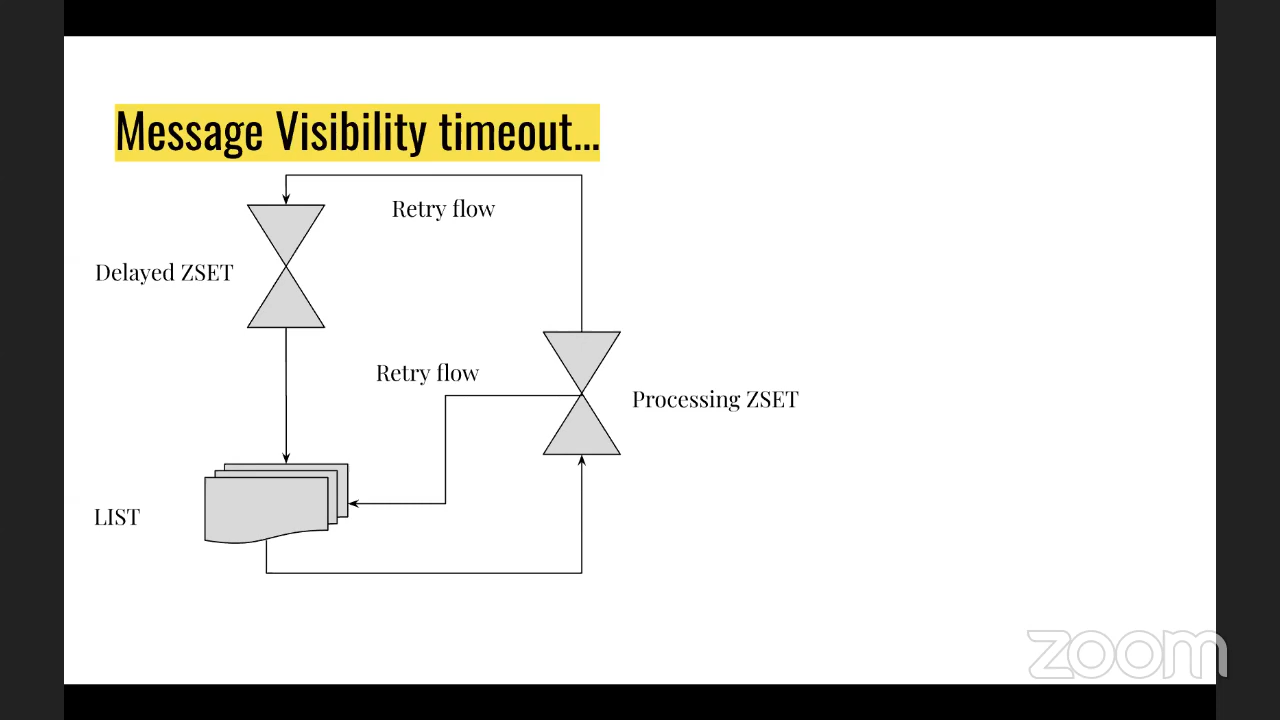 Message Visibility timeout...
Retry flow
Delayed ZSET
Retry flow
Processing ZSET
LIST
zoom